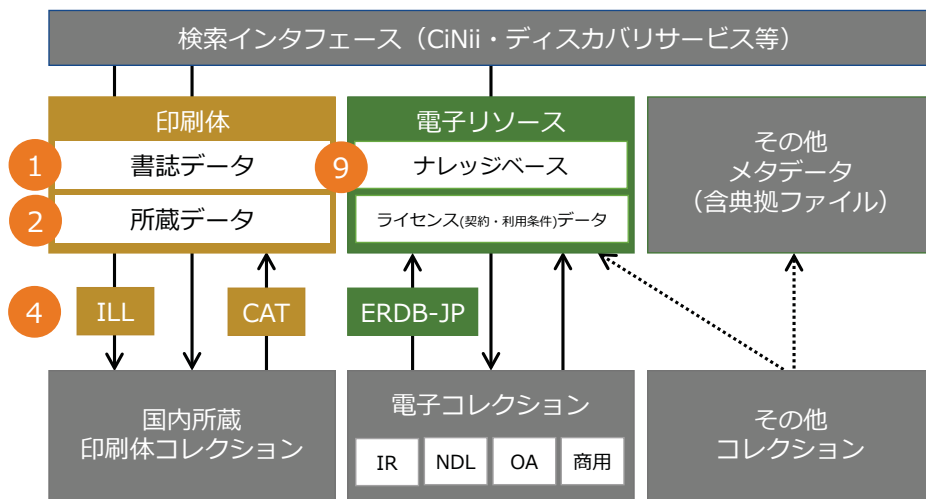 検索インタフェース（CiNii・ディスカバリサービス等）
印刷体
1
書誌データ
2
所蔵データ
電子リソース
9
ナレッジベース
ライセンス(契約・利用条件)データ
その他
メタデータ
（含典拠ファイル）
4
ILL
CAT
ERDB-JP
国内所蔵
印刷体コレクション
電子コレクション
IR
NDL
OA
商用
その他
コレクション